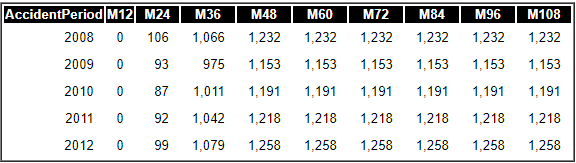 AccidentPeriod M12 M24 M36 M48 M60 M72 M84 M96 M108
2008 0 106 1,066 1,232 1,232 1,232 1,232 1,232 1,232
2009 0 93 975 1,153 1,153 1,153 1,153 1,153 1,153
2010 0 87 1,011 1,191 1,191 1,191 1,191 1,191 1,191
2011 0 92 1,042 1,218 1,218 1,218 1,218 1,218 1,218
2012 0 99 1,079 1,258 1,258 1,258 1,258 1,258 1,258